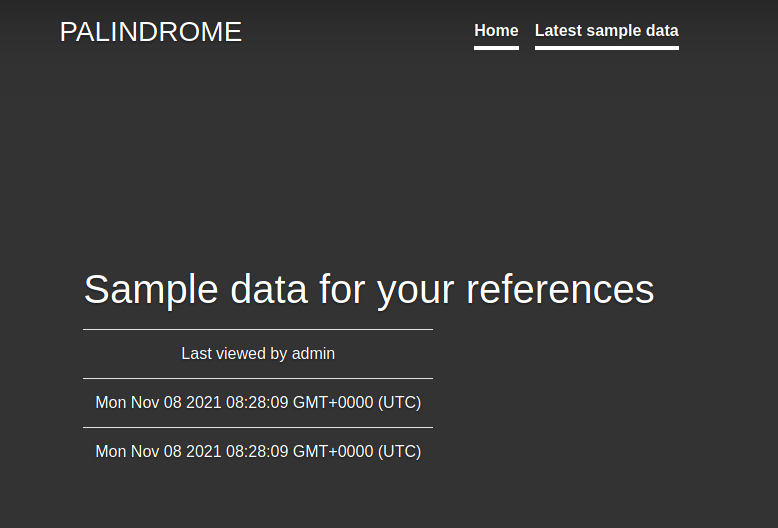 PALINDROME
Home Latest sample data
Sample data for your references
Last viewed by admin
Mon Nov 08 2021 08:28:09 GMT+0000 (UTC)
Mon Nov 08 2021 08:28:09 GMT+0000 (UTC)